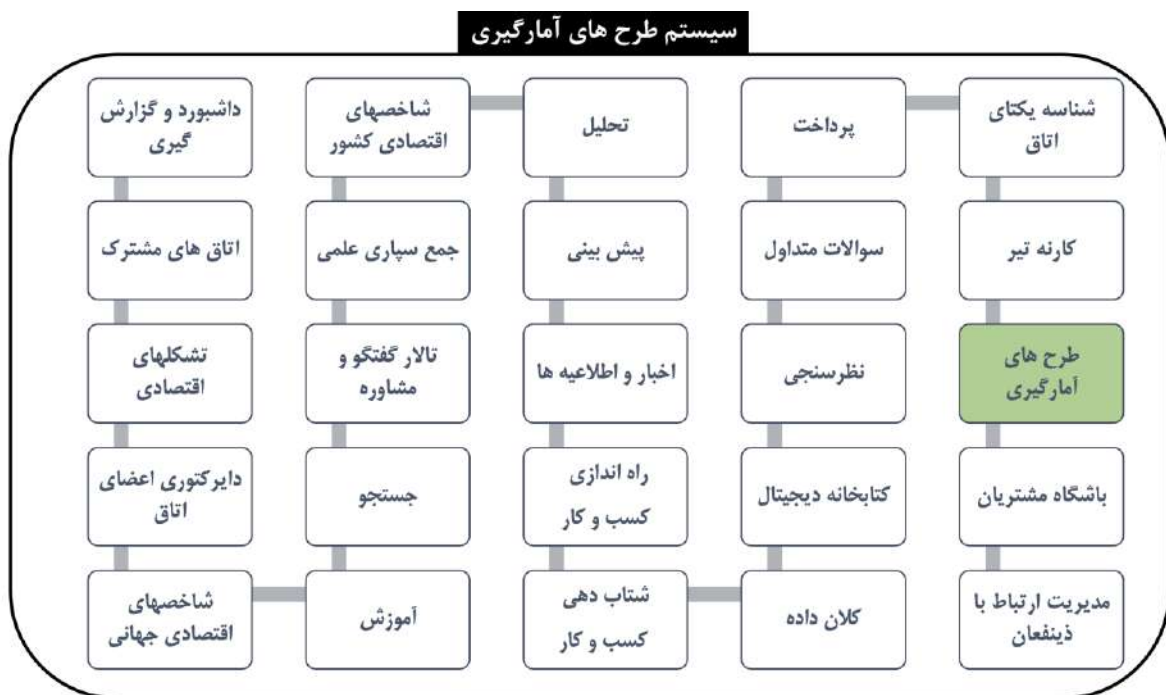 سیستم طرح های آمارگیری
شناسه یکتای
اتاق
پرداخت
تحلیل
شاخصهای
اقتصادی کشور
داشبورد و گزارش
گیری
کارنه تیر
سوالات متداول
پیش بینی
جمع سپاری علمی
اتاق های مشترک
طرح های
آمارگیری
نظرسنجی
اخبار و اطلاعیه ها
تالار گفتگو و
مشاوره
تشکلهای
اقتصادی
باشگاه مشتریان
کتابخانه دیجیتال
راه اندازی
کسب و کار
جستجو
دایرکتوری اعضای
اتاق
مدیریت ارتباط با
ذینفعان
کلان داده
شتاب دهی
کسب و کار
آموزش
شاخصهای
اقتصادی جهانی